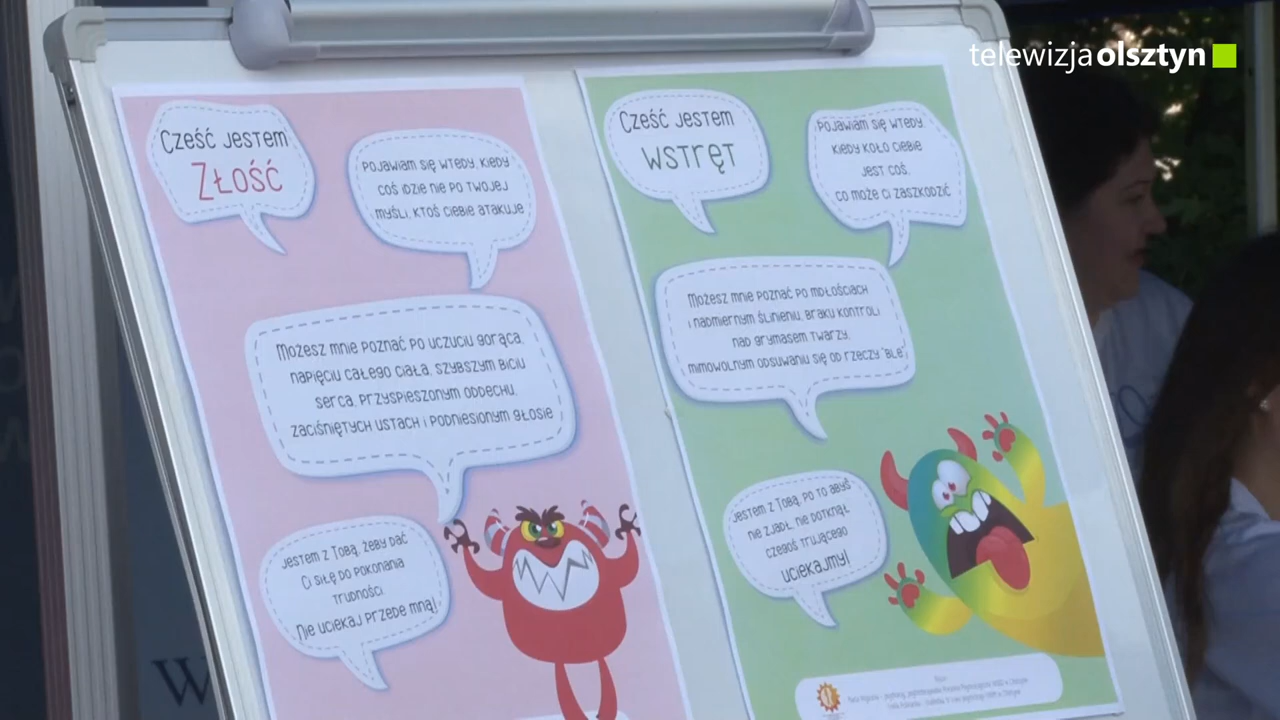 telewizjaolsztyn
Cześć jestem
Złość
Pojawiam się wtedy, kiedy
coś idzie nie po Twojej
myśli, ktoś Ciebie atakuje
Możesz mnie poznać po uczuciu gorąca,
napięciu całego ciała, szybszym biciu
serca, przyspieszonym oddechu,
zaciśniętych ustach i podniesionym głosie
Jestem z Tobą, żeby dać
Ci siłę do pokonania
trudności.
Nie uciekaj przede mną!
Cześć jestem
WSTRĘT
Pojawiam się wtedy,
kiedy koło Ciebie
jest coś,
co może Ci zaszkodzić
Możesz mnie poznać po mdłościach
i nadmiernym ślinieniu, braku kontroli
nad grymasem twarzy,
mimowolnym odsuwaniu się od rzeczy "ble"
Jestem z Tobą, po to abyś
nie zjadł, nie dotknął
czegoś trującego
uciekajmy!
W